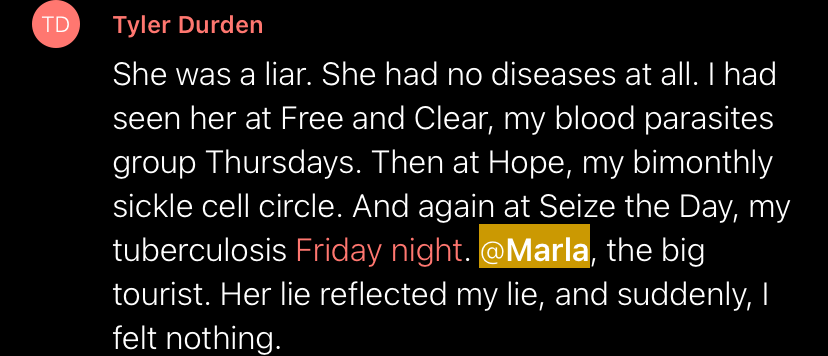 TD
Tyler Durden
She was a liar. She had no diseases at all. I had
seen her at Free and Clear, my blood parasites
group Thursdays. Then at Hope, my bimonthly
sickle cell circle. And again at Seize the Day, my
tuberculosis Friday night. @Marla, the big
tourist. Her lie reflected my lie, and suddenly, I
felt nothing.